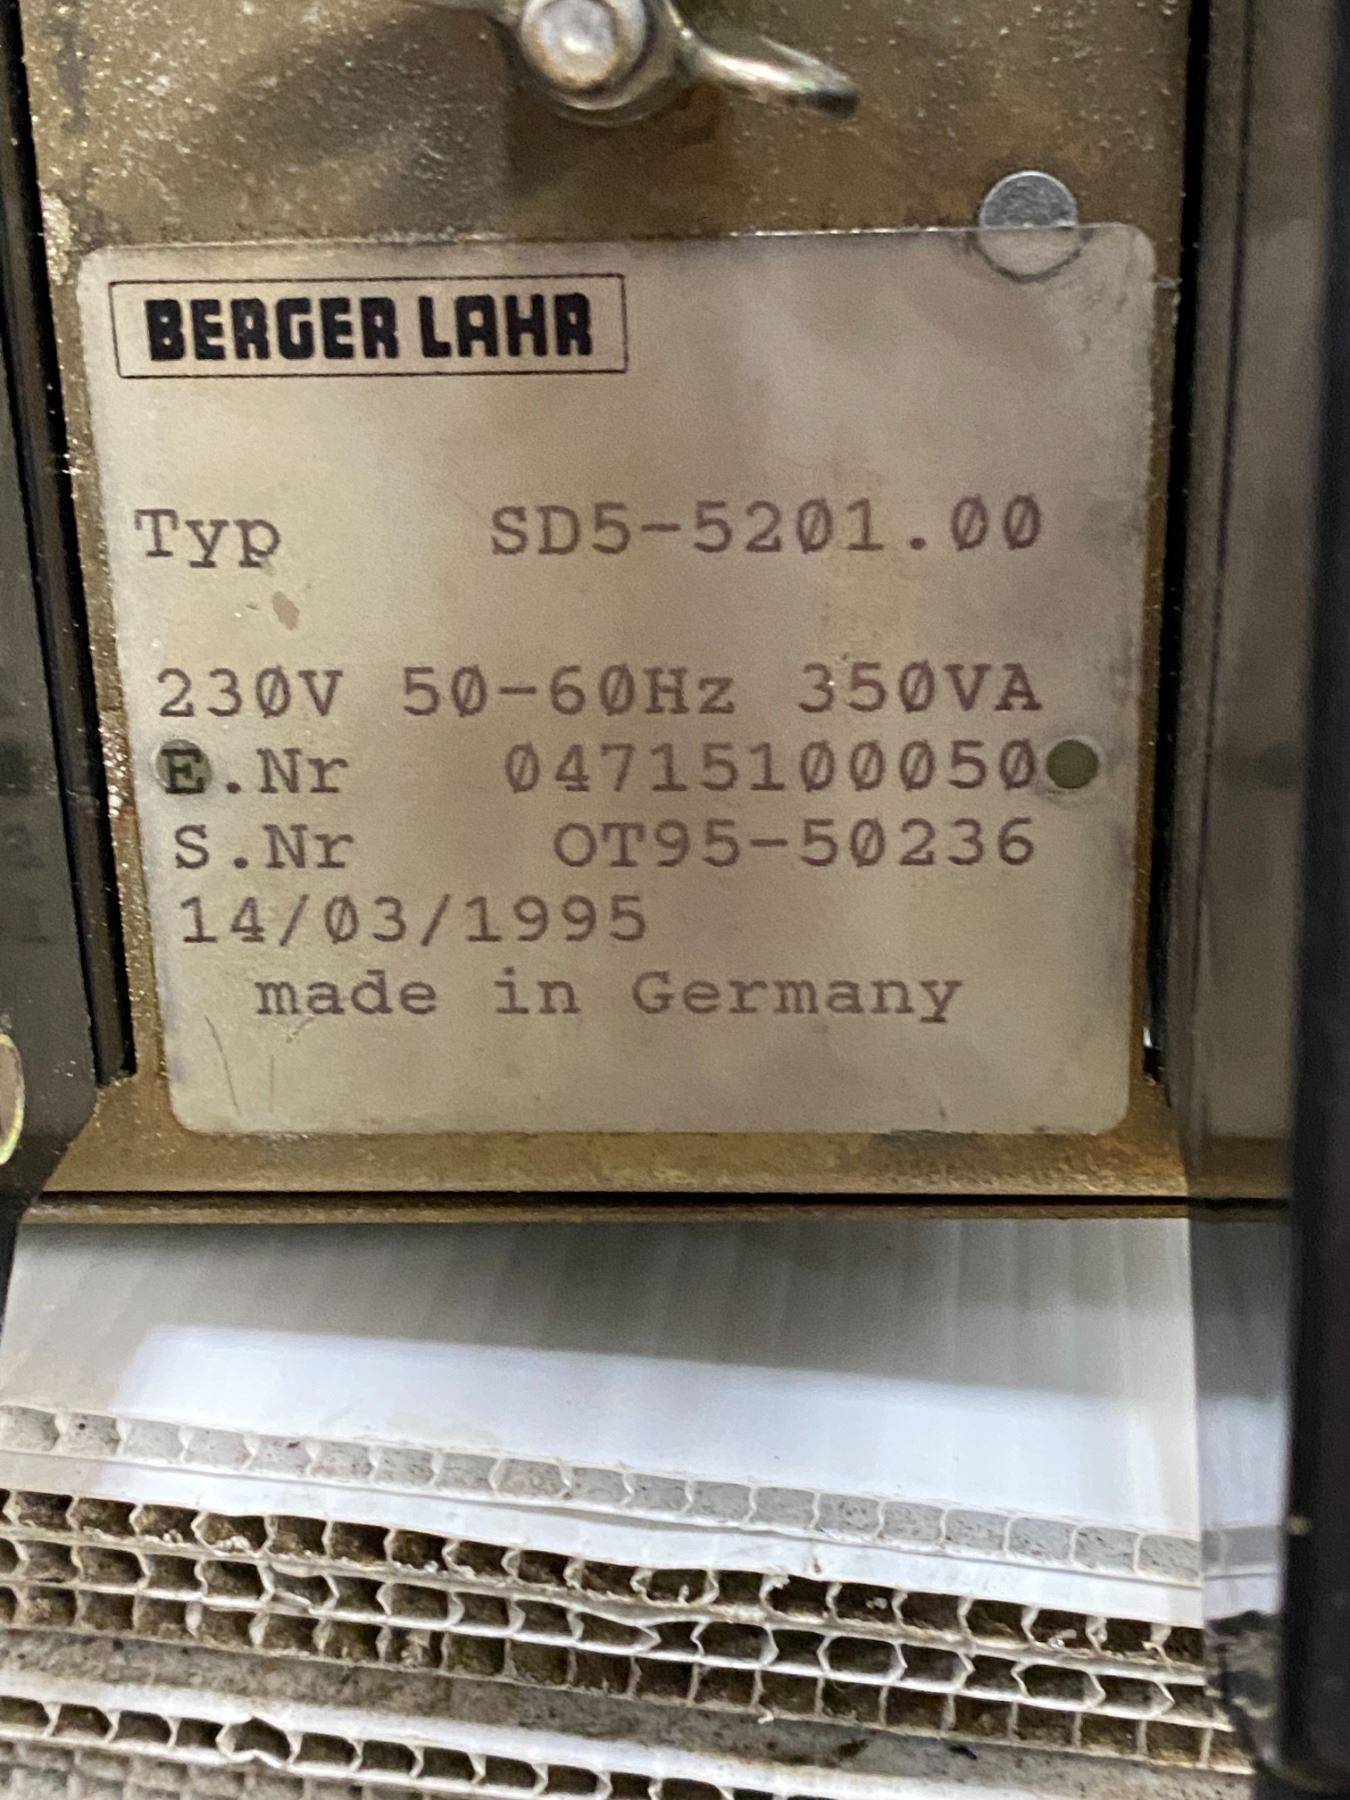 BERGER LAHR
Typ SD5-5201.00
230V 50-60Hz 350VA
E.Nr 04715100050
S.Nr OT95-50236
14/03/1995
made in Germany